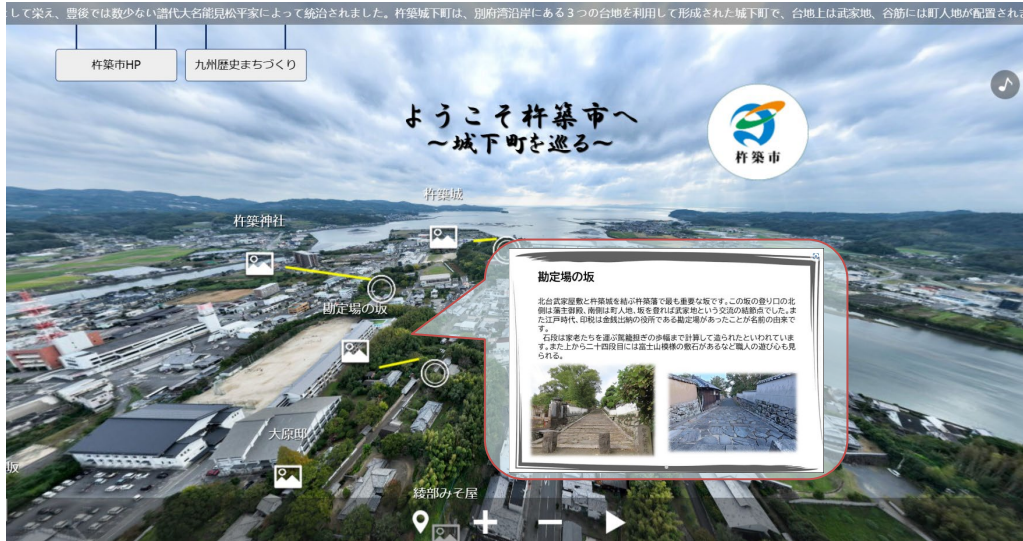 して栄え、豊後では数少ない譜代大名能見松平家によって統治されました。杵築城下町は、別府湾沿岸にある３つの台地を利用して形成された城下町で、台地上は武家地、谷筋には町人地が配置され
杵築市HP
九州歴史まちづくり
ようこそ杵築市へ
～城下町を巡る～
杵築市
杵築城
杵築神社
勘定場の坂
勘定場の坂
北台武家屋敷と杵築城を結ぶ杵築藩で最も重要な坂です。この坂の登り口の北
側は藩主御殿、南側は町人地、坂を登れば武家地という交流の結節点でした。ま
た江戸時代、印税は金銭出納の役所である勘定場があったことが名前の由来で
す。
石段は家老たちを運ぶ駕籠担ぎの歩幅まで計算して造られたといわれていま
す。また上から二十四段目には富士山模様の敷石があるなど職人の遊び心も見
られる。
大原邸
坂
綾部みそ屋